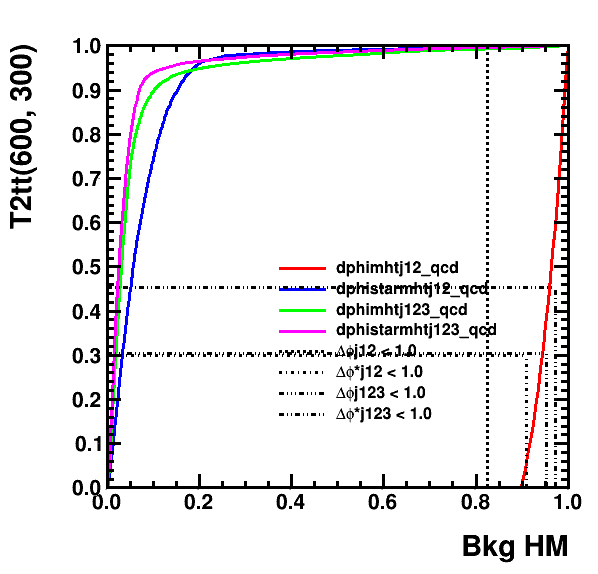 T2tt(600, 300)
1.0
0.9
0.8
0.7
0.6
0.5
0.4
0.3
0.2
0.1
0.0
dphimhtj12_qcd
dphistarmhtj12_qcd
dphimhtj123_qcd
dphistarmhtj123_qcd
Δϕj12 < 1.0
Δϕ*j12 < 1.0
Δϕj123 < 1.0
Δϕ*j123 < 1.0
0.0 0.2 0.4 0.6 0.8 1.0
Bkg HM